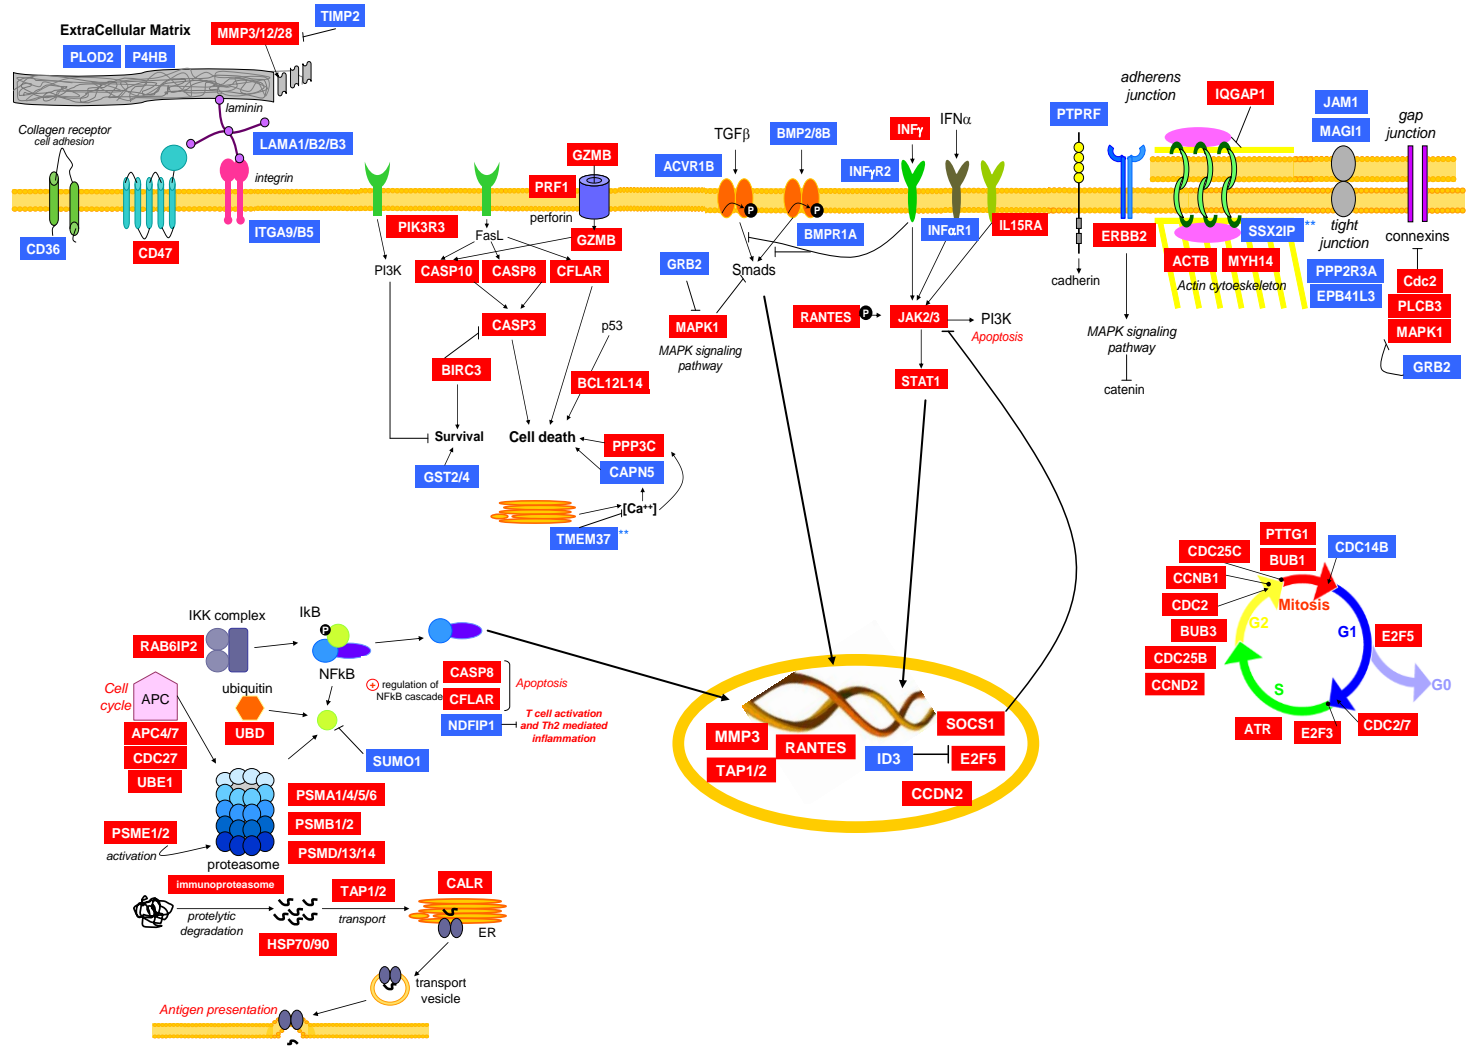 ExtraCellular Matrix
TIMP2
MMP3/12/28
PLOD2
P4HB
laminin
Collagen receptor
cell adhesion
LAMA1/B2/B3
integrin
ITGA9/B5
CD36
CD47
PIK3R3
PI3K
FasL
GZMB
PRF1
perforin
GZMB
CASP10
CASP8
CFLAR
CASP3
BIRC3
p53
BCL12L14
Survival
Cell death
GST2/4
PPP3C
CAPN5
[Ca++]
TMEM37
**
TGFβ
BMP2/8B
ACVR1B
P
P
BMPR1A
GRB2
Smads
MAPK1
MAPK signaling
pathway
INFγ
IFNα
INFγR2
INFαR1
IL15RA
RANTES
P
JAK2/3
PI3K
Apoptosis
STAT1
PTPRF
cadherin
adherens
junction
IQGAP1
ERBB2
ACTB
MYH14
SSX2IP
**
Actin cytoeskeleton
MAPK signaling
pathway
catenin
JAM1
MAGI1
tight
junction
PPP2R3A
EPB41L3
gap
junction
connexins
Cdc2
PLCB3
MAPK1
GRB2
PTTG1
CDC25C
BUB1
CDC14B
CCNB1
CDC2
BUB3
CDC25B
CCND2
Mitosis
G2
G1
S
G0
E2F5
ATR
E2F3
CDC2/7
IKK complex
IkB
P
RAB6IP2
NFkB
Cell
cycle
APC
ubiquitin
UBD
APC4/7
CDC27
UBE1
SUMO1
+
regulation of
NFkB cascade
CASP8
CFLAR
Apoptosis
NDFIP1
T cell activation
and Th2 mediated
inflammation
PSMA1/4/5/6
PSMB1/2
PSMD/13/14
PSME1/2
activation
proteasome
immunoproteasome
protelytic
degradation
HSP70/90
TAP1/2
transport
CALR
ER
transport
vesicle
Antigen presentation
MMP3
RANTES
TAP1/2
SOCS1
ID3
E2F5
CCDN2